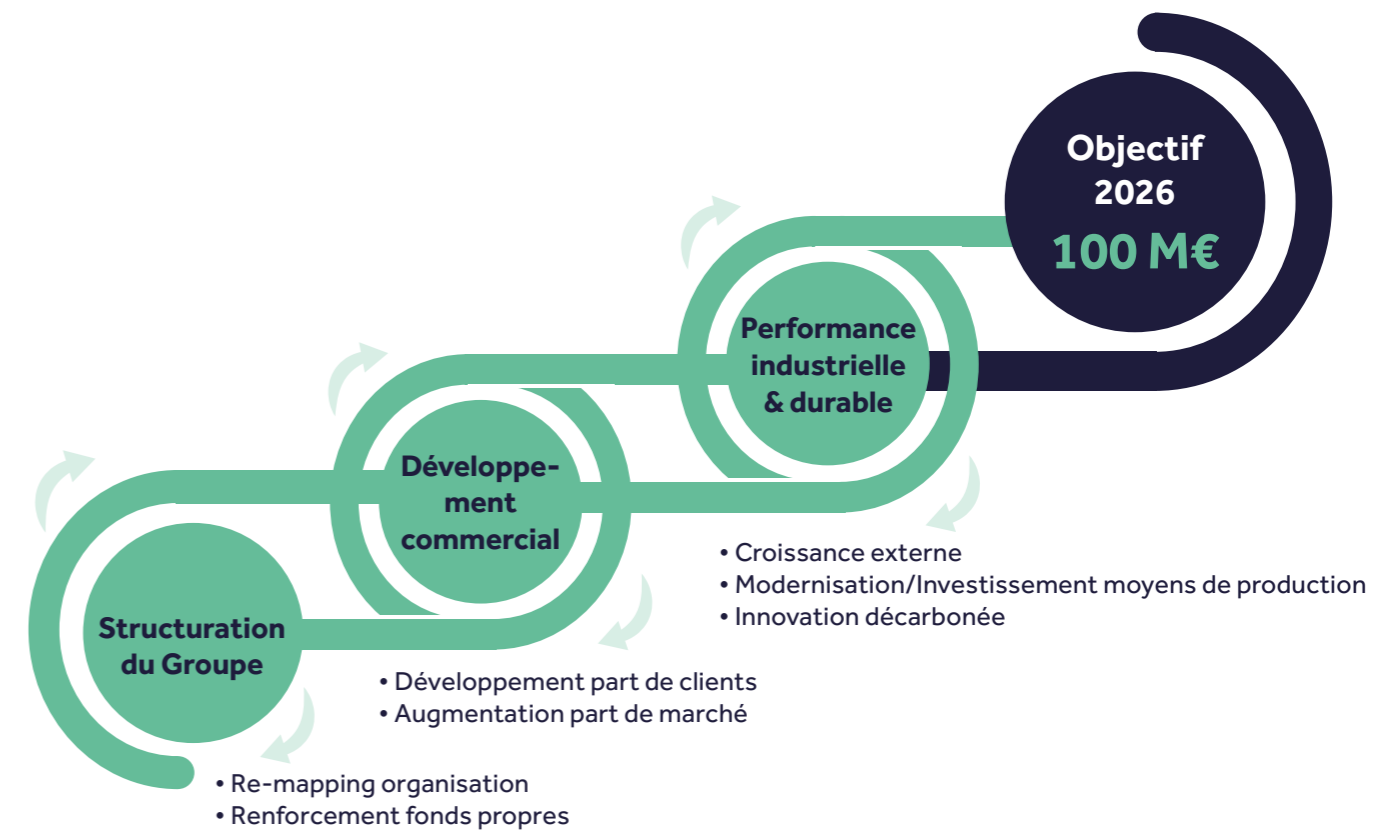 Objectif
2026
100 M€
Performance
industrielle
& durable
• Croissance externe
• Modernisation/Investissement moyens de production
• Innovation décarbonée
Développe-
ment
commercial
• Développement part de clients
• Augmentation part de marché
Structuration
du Groupe
• Re-mapping organisation
• Renforcement fonds propres